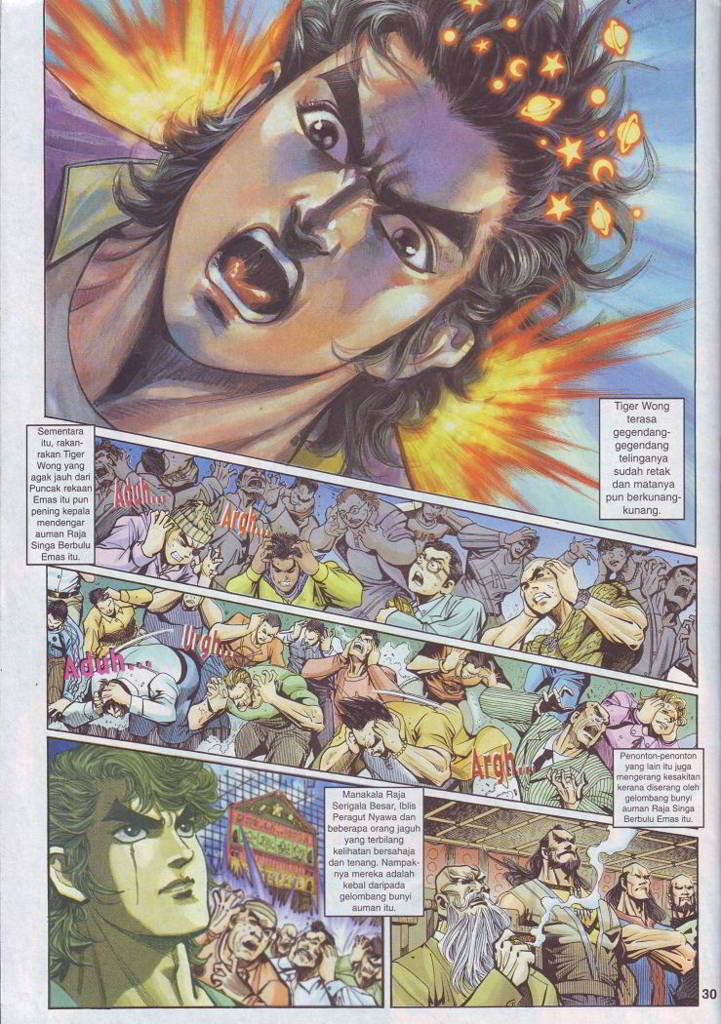 Tiger Wong
terasa
gegendang-
gegendang
telinganya
sudah retak
dan matanya
pun berkunang-
kunang.
Sementara
itu, rakan-
rakan Tiger
Wong yang
agak jauh dari
Puncak rekaan
Emas itu pun
pening kepala
mendengar
auman Raja
Singa Berbulu
Emas itu.
Aduh...
Argh...
Aduh...
Urgh...
Argh...
Penonton-penonton
yang lain itu juga
mengerang kesakitan
kerana diserang oleh
gelombang bunyi
auman Raja Singa
Berbulu Emas itu.
Manakala Raja
Serigala Besar, Iblis
Peragut Nyawa dan
beberapa orang jaguh
yang terbilang
kelihatan bersahaja
dan tenang. Nampak-
nya mereka adalah
kebal daripada
gelombang bunyi
auman itu.
30